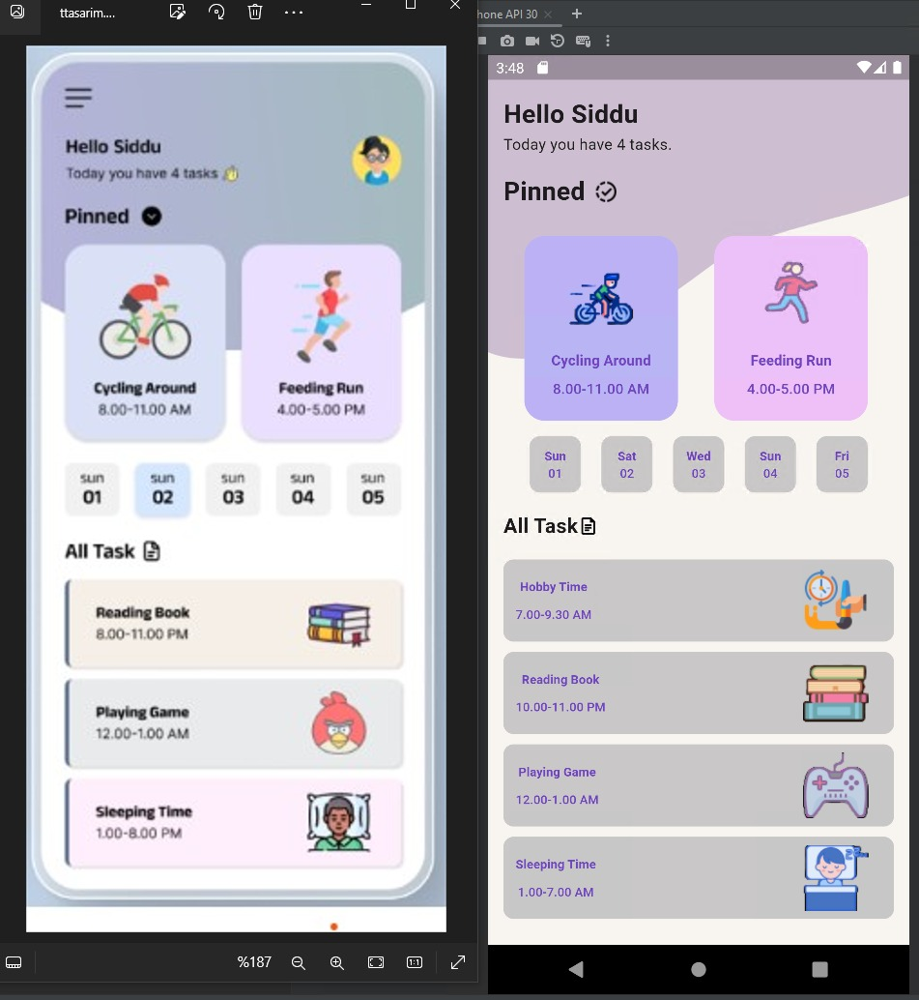 ttasarim....
Hello Siddu
Today you have 4 tasks
Pinned
Cycling Around
8.00-11.00 AM
Feeding Run
4.00-5.00 PM
sun
01
sun
02
sun
03
sun
04
sun
05
All Task
Reading Book
8.00-11.00 PM
Playing Game
12.00-1.00 AM
Sleeping Time
1.00-8.00 PM
%187
1:1
hone API 30
3:48
Hello Siddu
Today you have 4 tasks.
Pinned
Cycling Around
8.00-11.00 AM
Feeding Run
4.00-5.00 PM
Sun
01
Sat
02
Wed
03
Sun
04
Fri
05
All Task
Hobby Time
7.00-9.30 AM
Reading Book
10.00-11.00 PM
Playing Game
12.00-1.00 AM
Sleeping Time
1.00-7.00 AM